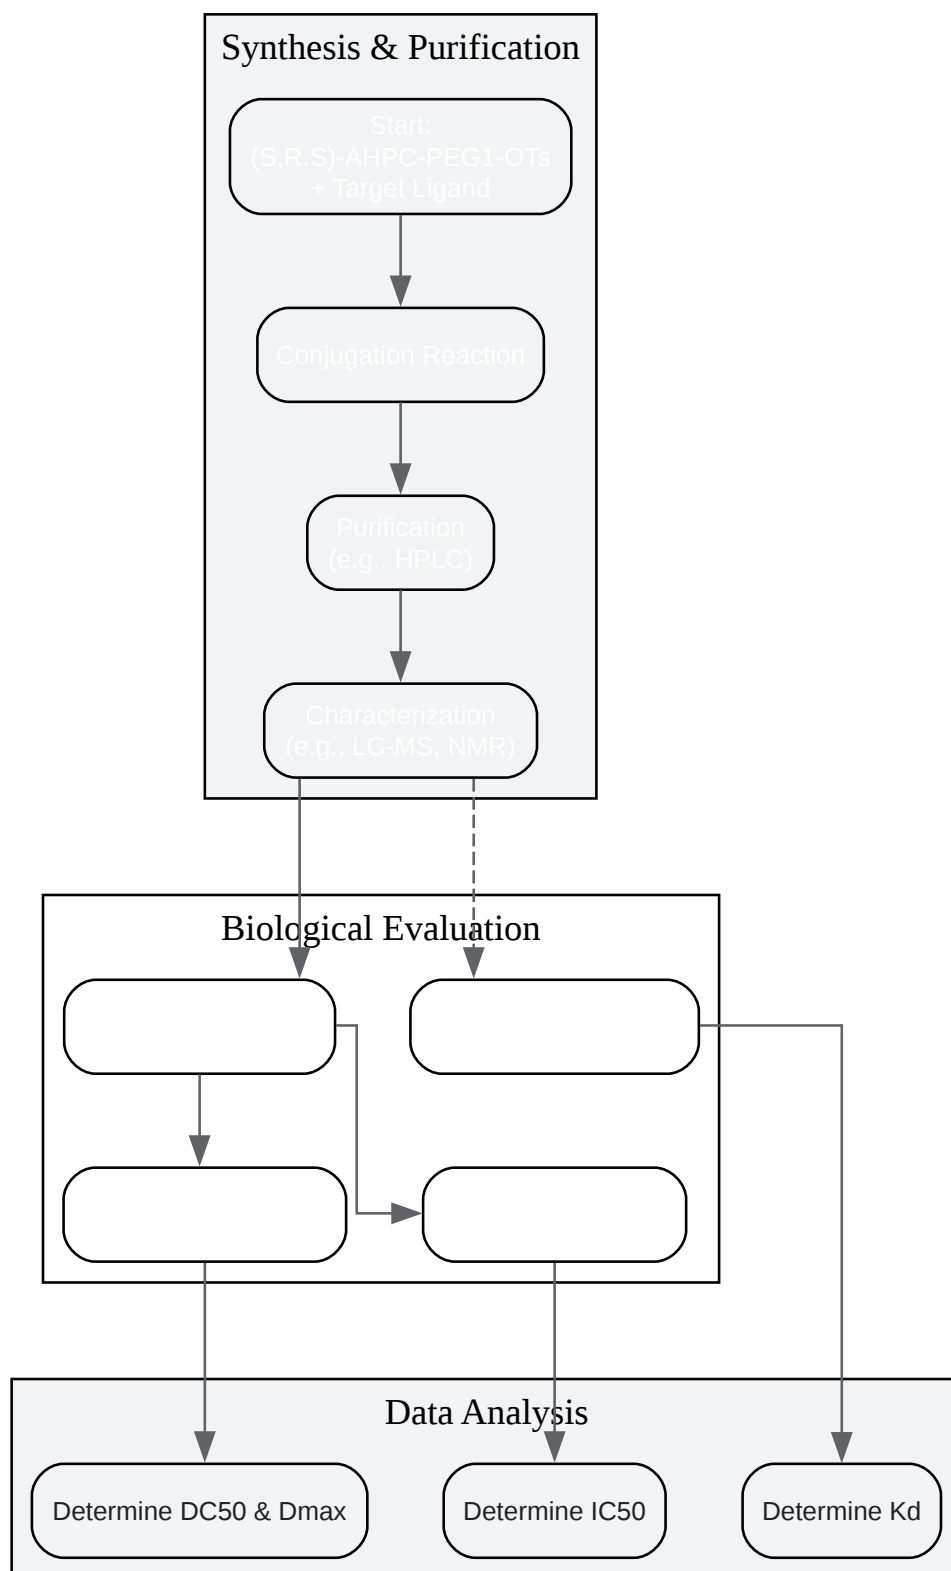 Synthesis & Purification
Start:
(S,R,S)-AHPC-PEG1-OTs
+ Target Ligand
Conjugation Reaction
Purification
(e.g., HPLC)
Characterization
(e.g., LC-MS, NMR)
Biological Evaluation
Data Analysis
Determine DC50 & Dmax
Determine IC50
Determine Kd